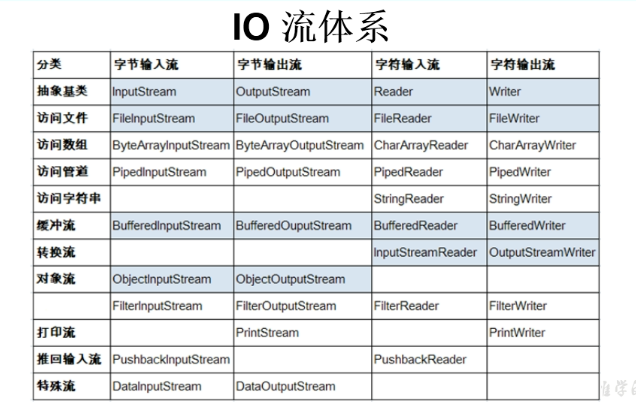 IO 流体系
分类 字节输入流 字节输出流 字符输入流 字符输出流
抽象基类 InputStream OutputStream Reader Writer
访问文件 FileInputStream FileOutputStream FileReader FileWriter
访问数组 ByteArrayInputStream ByteArrayOutputStream CharArrayReader CharArrayWriter
访问管道 PipedInputStream PipedOutputStream PipedReader PipedWriter
访问字符串 StringReader StringWriter
缓冲流 BufferedInputStream BufferedOuputStream BufferedReader BufferedWriter
转换流 InputStreamReader OutputStreamWriter
对象流 ObjectInputStream ObjectOutputStream
FilterInputStream FilterOutputStream FilterReader FilterWriter
打印流 PrintStream PrintWriter
推回输入流 PushbackInputStream PushbackReader
特殊流 DataInputStream DataOutputStream